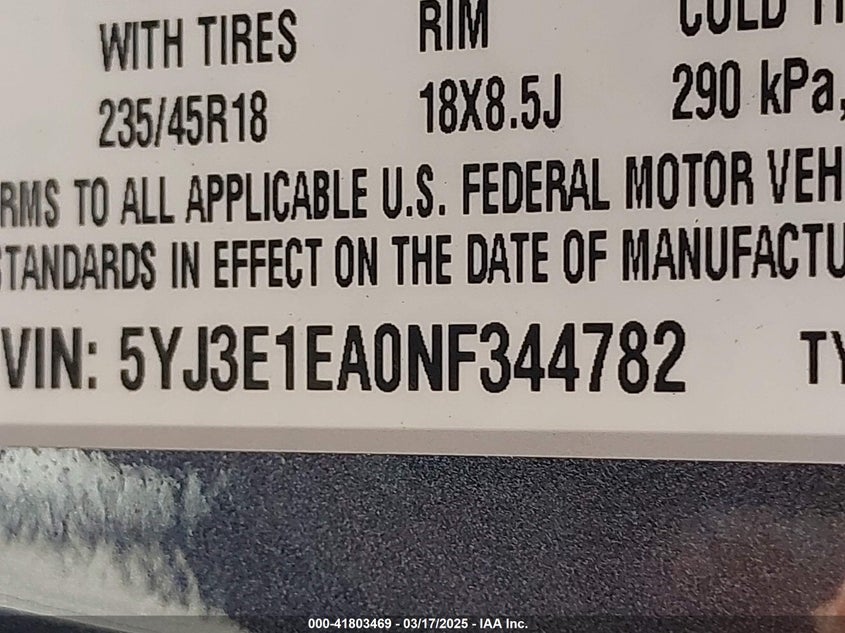 WITH TIRES RIM COLD
235/45R18 18X8.5J 290 kPa,
RMS TO ALL APPLICABLE U.S. FEDERAL MOTOR VEH
STANDARDS IN EFFECT ON THE DATE OF MANUFACTU
VIN: 5YJ3E1EA0NF344782 TY
000-41803469 - 03/17/2025 - IAA Inc.